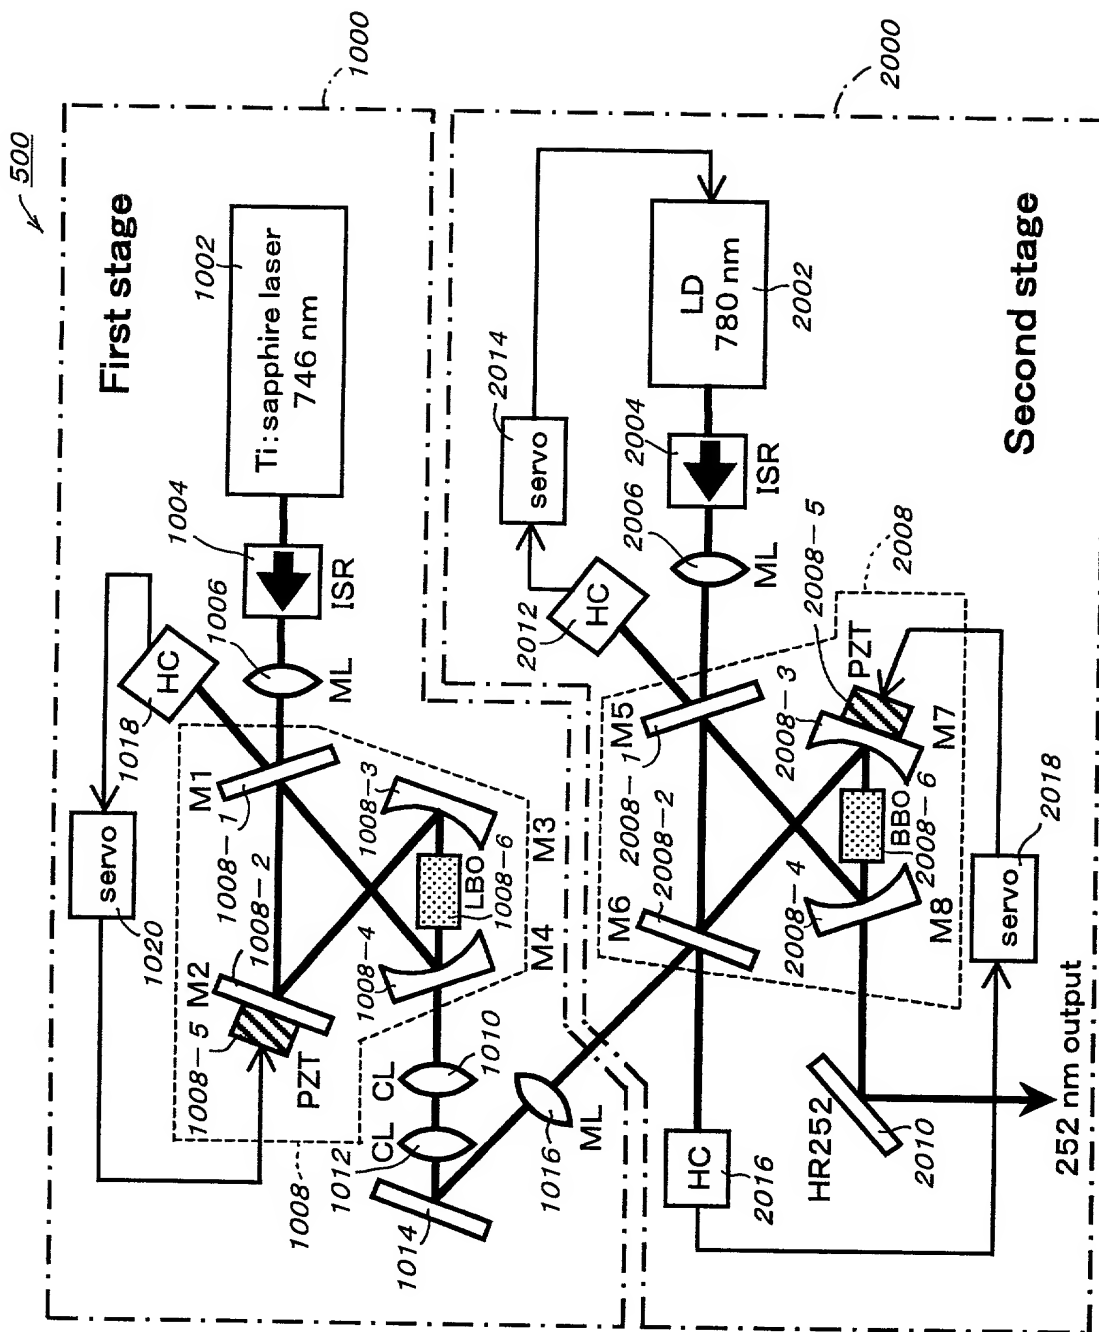 500
1000
First stage
1002
Ti:sapphire laser
746 nm
1004
ISR
1006
ML
HC
1018
servo
1020
M1
1008-1
1008-2
M2
1008-5
PZT
1008-3
M3
LBO
1008-6
1008-4
M4
1008
1010
CL
CL
1012
1014
1016
ML
2000
Second stage
LD
780 nm
2002
2014
servo
2004
ISR
2006
ML
HC
2012
2008
2008-5
PZT
2008-3
M7
M5
2008-1
2008-2
M6
BBO
2008-6
2008-4
M8
servo
2018
HC
2016
HR252
2010
252 nm output